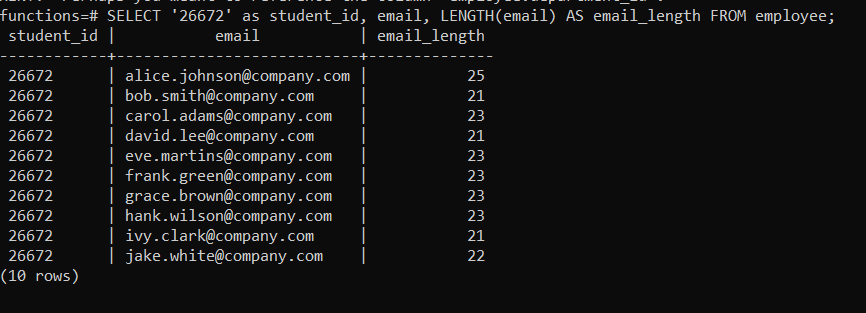 functions=# SELECT '26672' as student_id, email, LENGTH(email) AS email_length FROM employee;
 student_id |           email           | email_length
------------+---------------------------+--------------
 26672      | alice.johnson@company.com |           25
 26672      | bob.smith@company.com     |           21
 26672      | carol.adams@company.com   |           23
 26672      | david.lee@company.com     |           21
 26672      | eve.martins@company.com   |           23
 26672      | frank.green@company.com   |           23
 26672      | grace.brown@company.com   |           23
 26672      | hank.wilson@company.com   |           23
 26672      | ivy.clark@company.com     |           21
 26672      | jake.white@company.com    |           22
(10 rows)